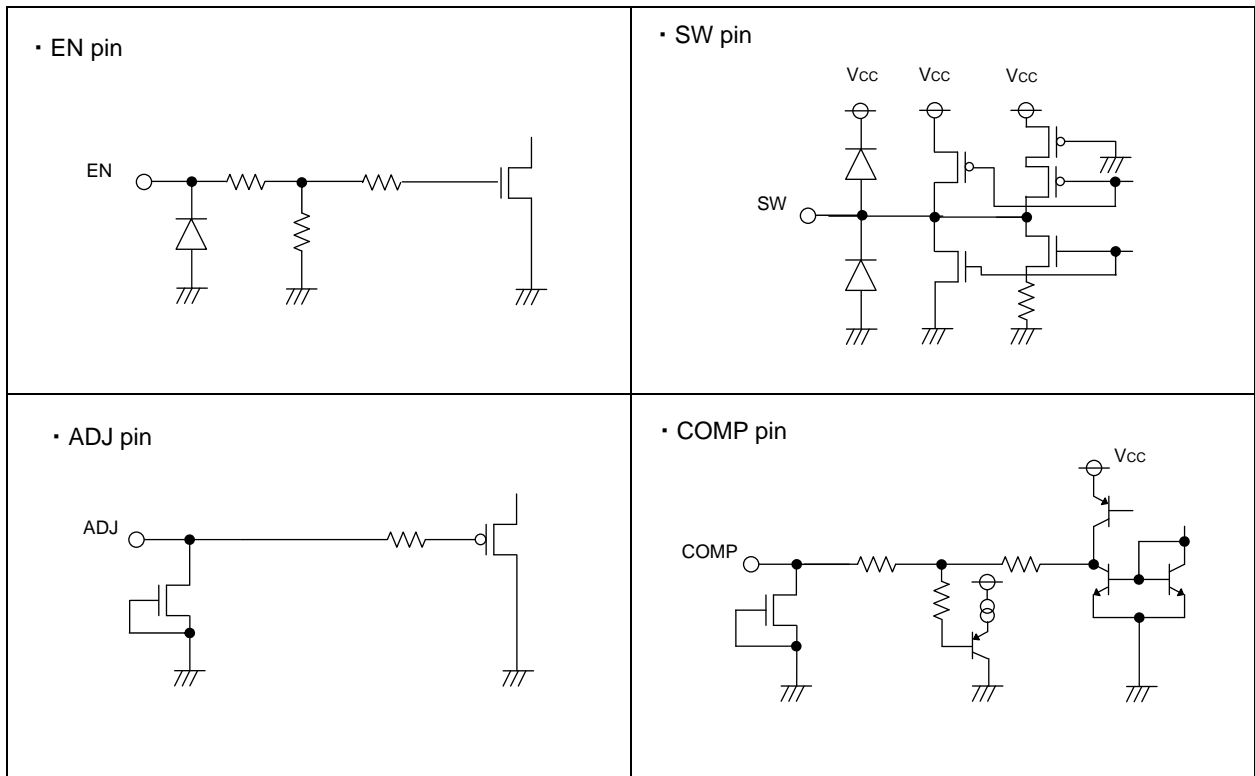 ・EN pin
EN
・SW pin
Vcc Vcc Vcc
SW
・ADJ pin
ADJ
・COMP pin
Vcc
COMP